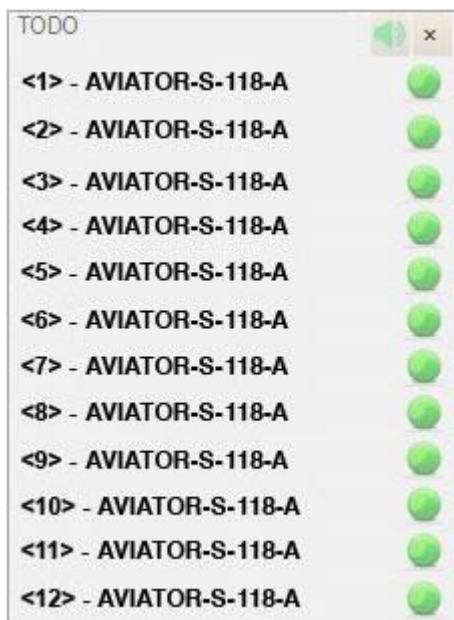 TODO
×
<1> - AVIATOR-S-118-A
<2> - AVIATOR-S-118-A
<3> - AVIATOR-S-118-A
<4> - AVIATOR-S-118-A
<5> - AVIATOR-S-118-A
<6> - AVIATOR-S-118-A
<7> - AVIATOR-S-118-A
<8> - AVIATOR-S-118-A
<9> - AVIATOR-S-118-A
<10> - AVIATOR-S-118-A
<11> - AVIATOR-S-118-A
<12> - AVIATOR-S-118-A